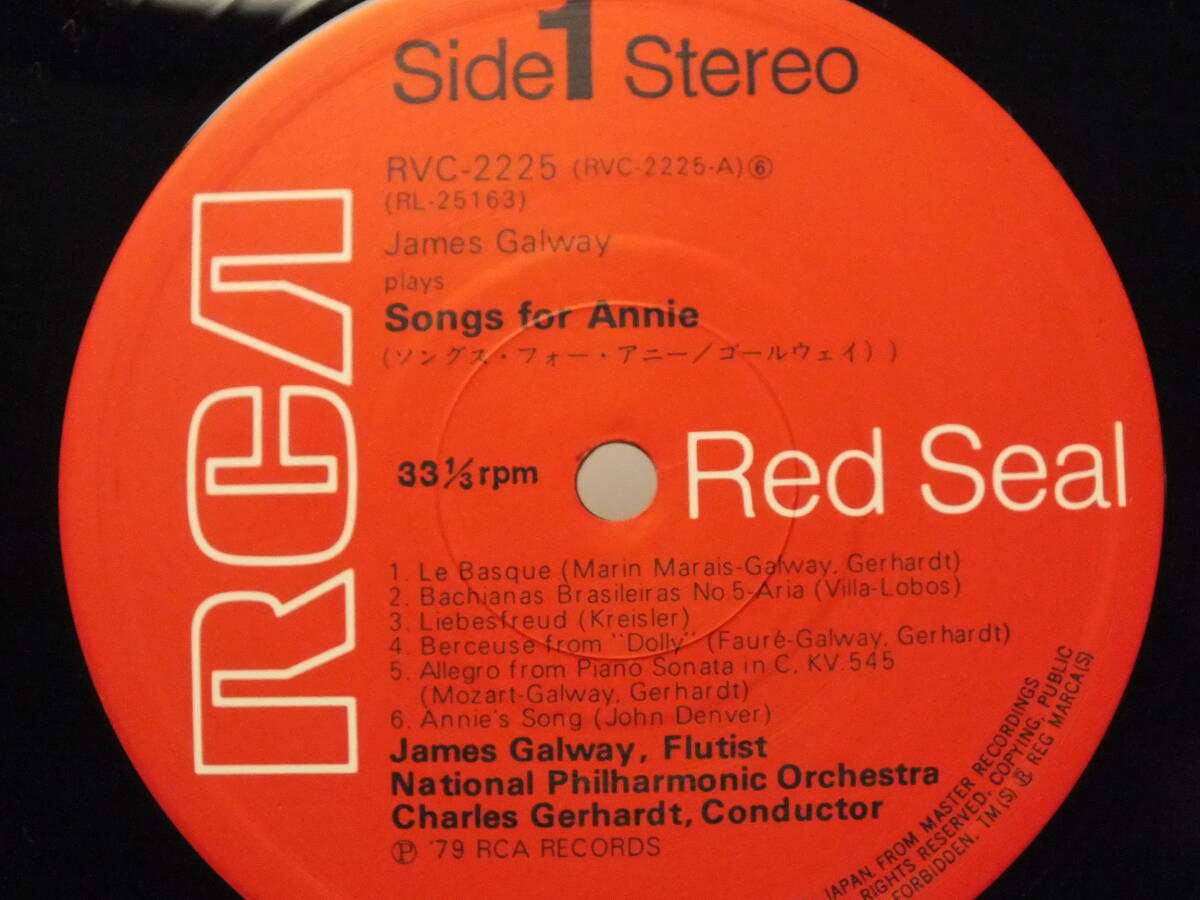 Side 1 Stereo
RVC-2225 (RVC-2225-A)⑥
(RL-25163)
James Galway
plays
Songs for Annie
(ソングス・フォー・アニー/ゴールウェイ))
RCA
33⅓rpm
Red Seal
1. Le Basque (Marin Marais-Galway, Gerhardt)
2. Bachianas Brasileiras No.5-Aria (Villa-Lobos)
3. Liebesfreud (Kreisler)
4. Berceuse from "Dolly" (Fauré-Galway, Gerhardt)
5. Allegro from Piano Sonata in C, KV.545
(Mozart-Galway, Gerhardt)
6. Annie's Song (John Denver)
James Galway, Flutist
National Philharmonic Orchestra
Charles Gerhardt, Conductor
Ⓟ '79 RCA RECORDS
JAPAN. FROM MASTER RECORDINGS
RIGHTS RESERVED. COPYING, PUBLIC
FORBIDDEN. TM(S) ® REG MARCA(S)